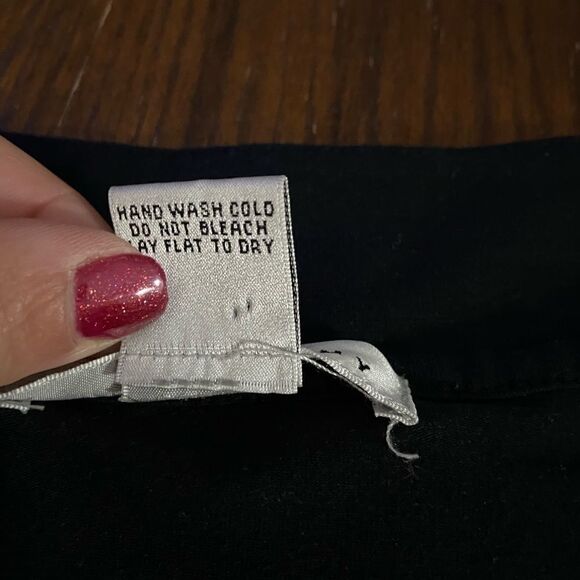 HAND WASH COLD
DO NOT BLEACH
LAY FLAT TO DRY